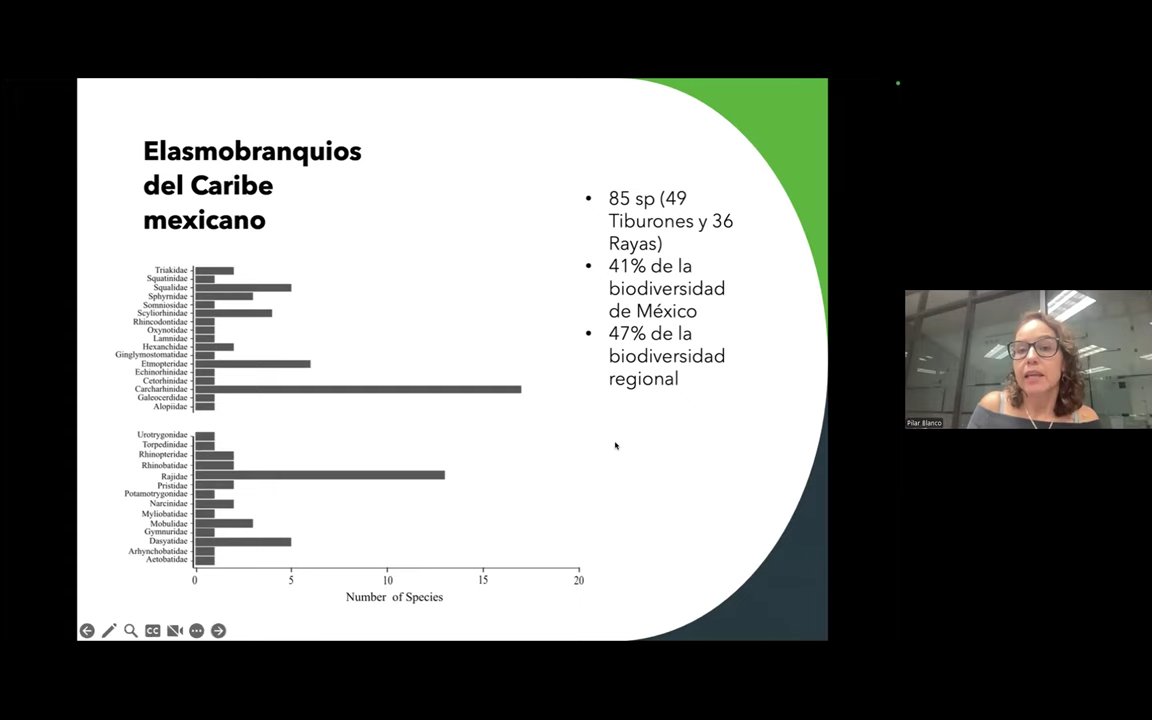 Elasmobranquios
del Caribe
mexicano
Triakidae
Squatinidae
Squalidae
Sphyrnidae
Somniosidae
Scyliorhinidae
Rhincodontidae
Oxynotidae
Lamnidae
Hexanchidae
Ginglymostomatidae
Etmopteridae
Echinorhinidae
Cetorhinidae
Carcharhinidae
Galeocerdidae
Alopiidae
Urotrygonidae
Torpedinidae
Rhinopteridae
Rhinobatidae
Rajidae
Pristidae
Potamotrygonidae
Narcinidae
Myliobatidae
Mobulidae
Gymnuridae
Dasyatidae
Arhynchobatidae
Aetobatidae
0 5 10 15 20
Number of Species
• 85 sp (49
Tiburones y 36
Rayas)
• 41% de la
biodiversidad
de México
• 47% de la
biodiversidad
regional
CC
Pilar Blanco